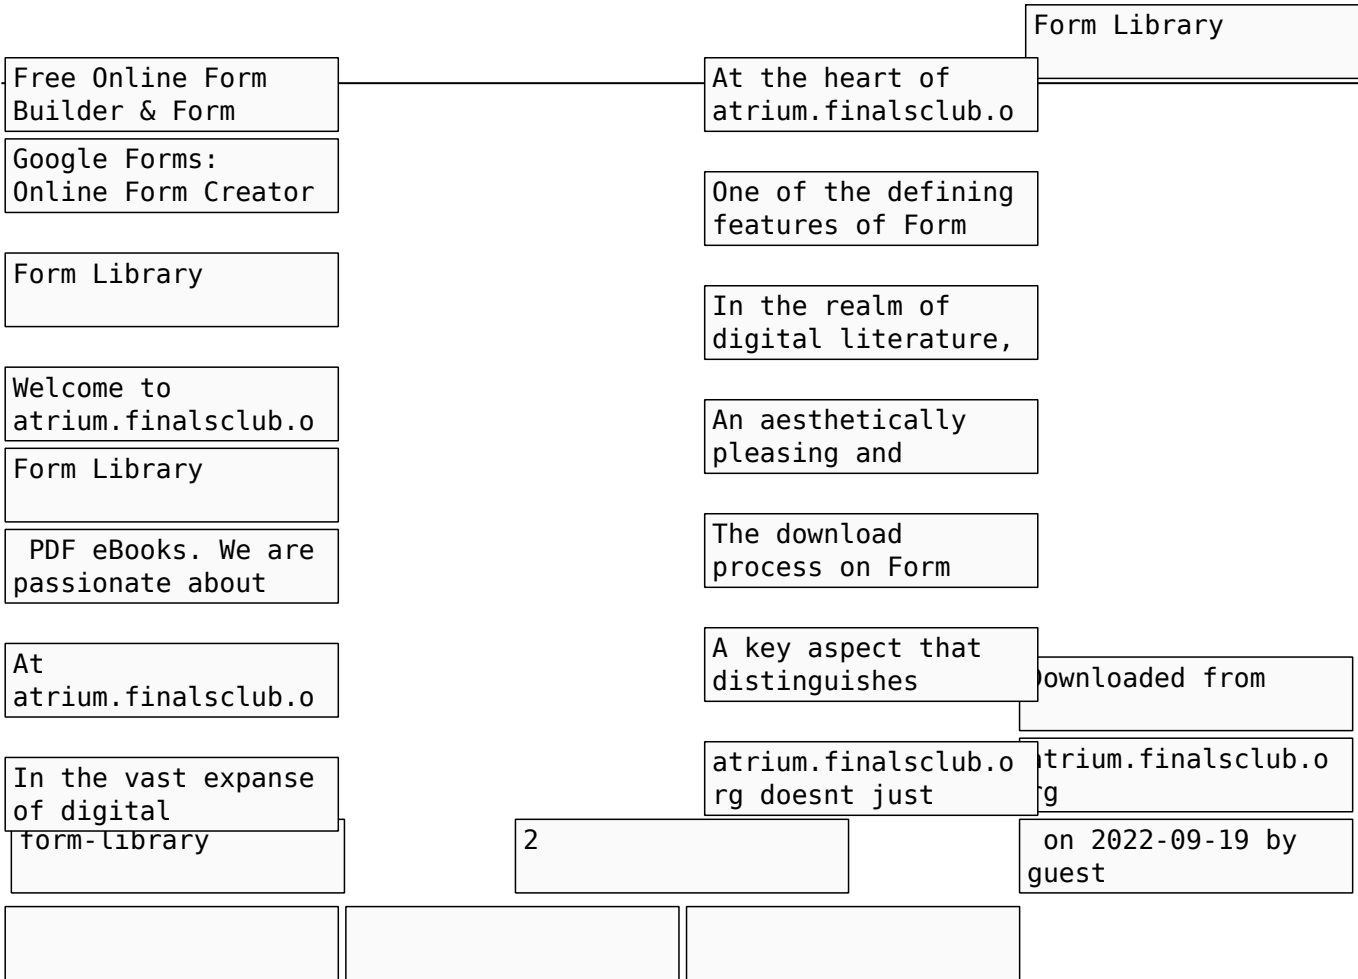 Form Library
Free Online Form
Builder & Form
Google Forms:
Online Form Creator
Form Library
Welcome to
atrium.finalsclub.o
Form Library
PDF eBooks. We are
passionate about
At
atrium.finalsclub.o
In the vast expanse
of digital
At the heart of
atrium.finalsclub.o
One of the defining
features of Form
In the realm of
digital literature,
An aesthetically
pleasing and
The download
process on Form
A key aspect that
distinguishes
atrium.finalsclub.o
rg doesnt just
Downloaded from
atrium.finalsclub.o
rg
on 2022-09-19 by
guest
form-library
2